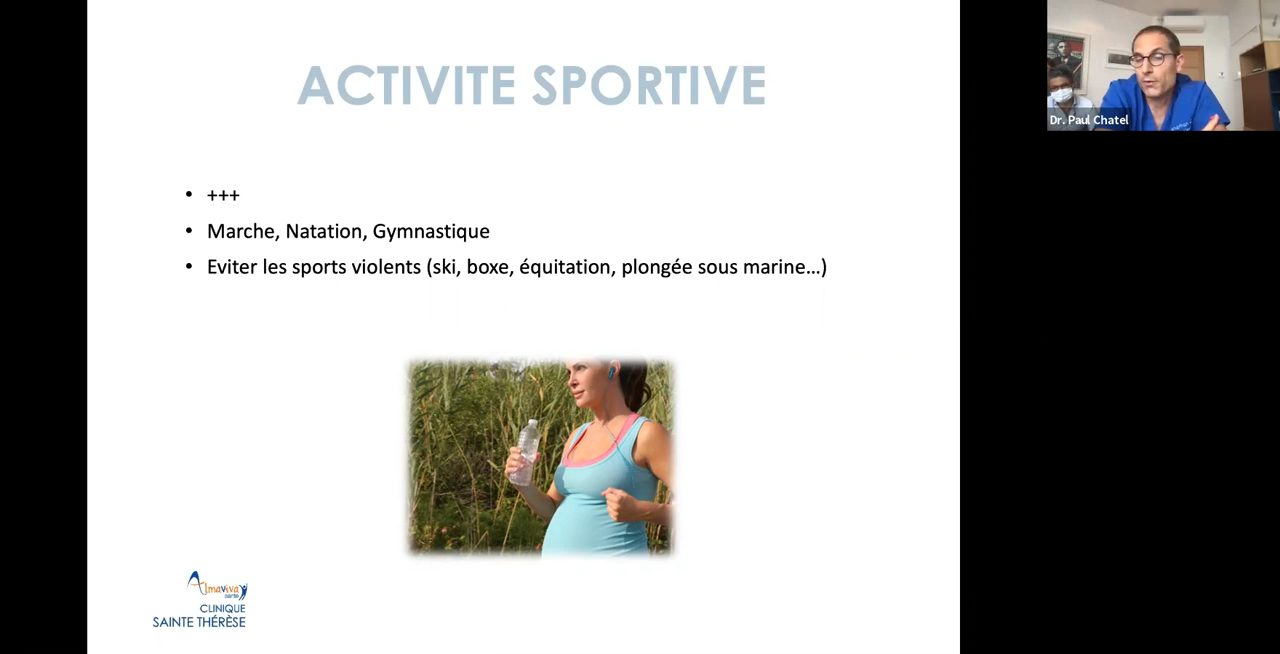 ACTIVITE SPORTIVE
• +++
• Marche, Natation, Gymnastique
• Eviter les sports violents (ski, boxe, équitation, plongée sous marine…)
Almaviva
santé
CLINIQUE
SAINTE THÉRÈSE
Dr. Paul Chatel